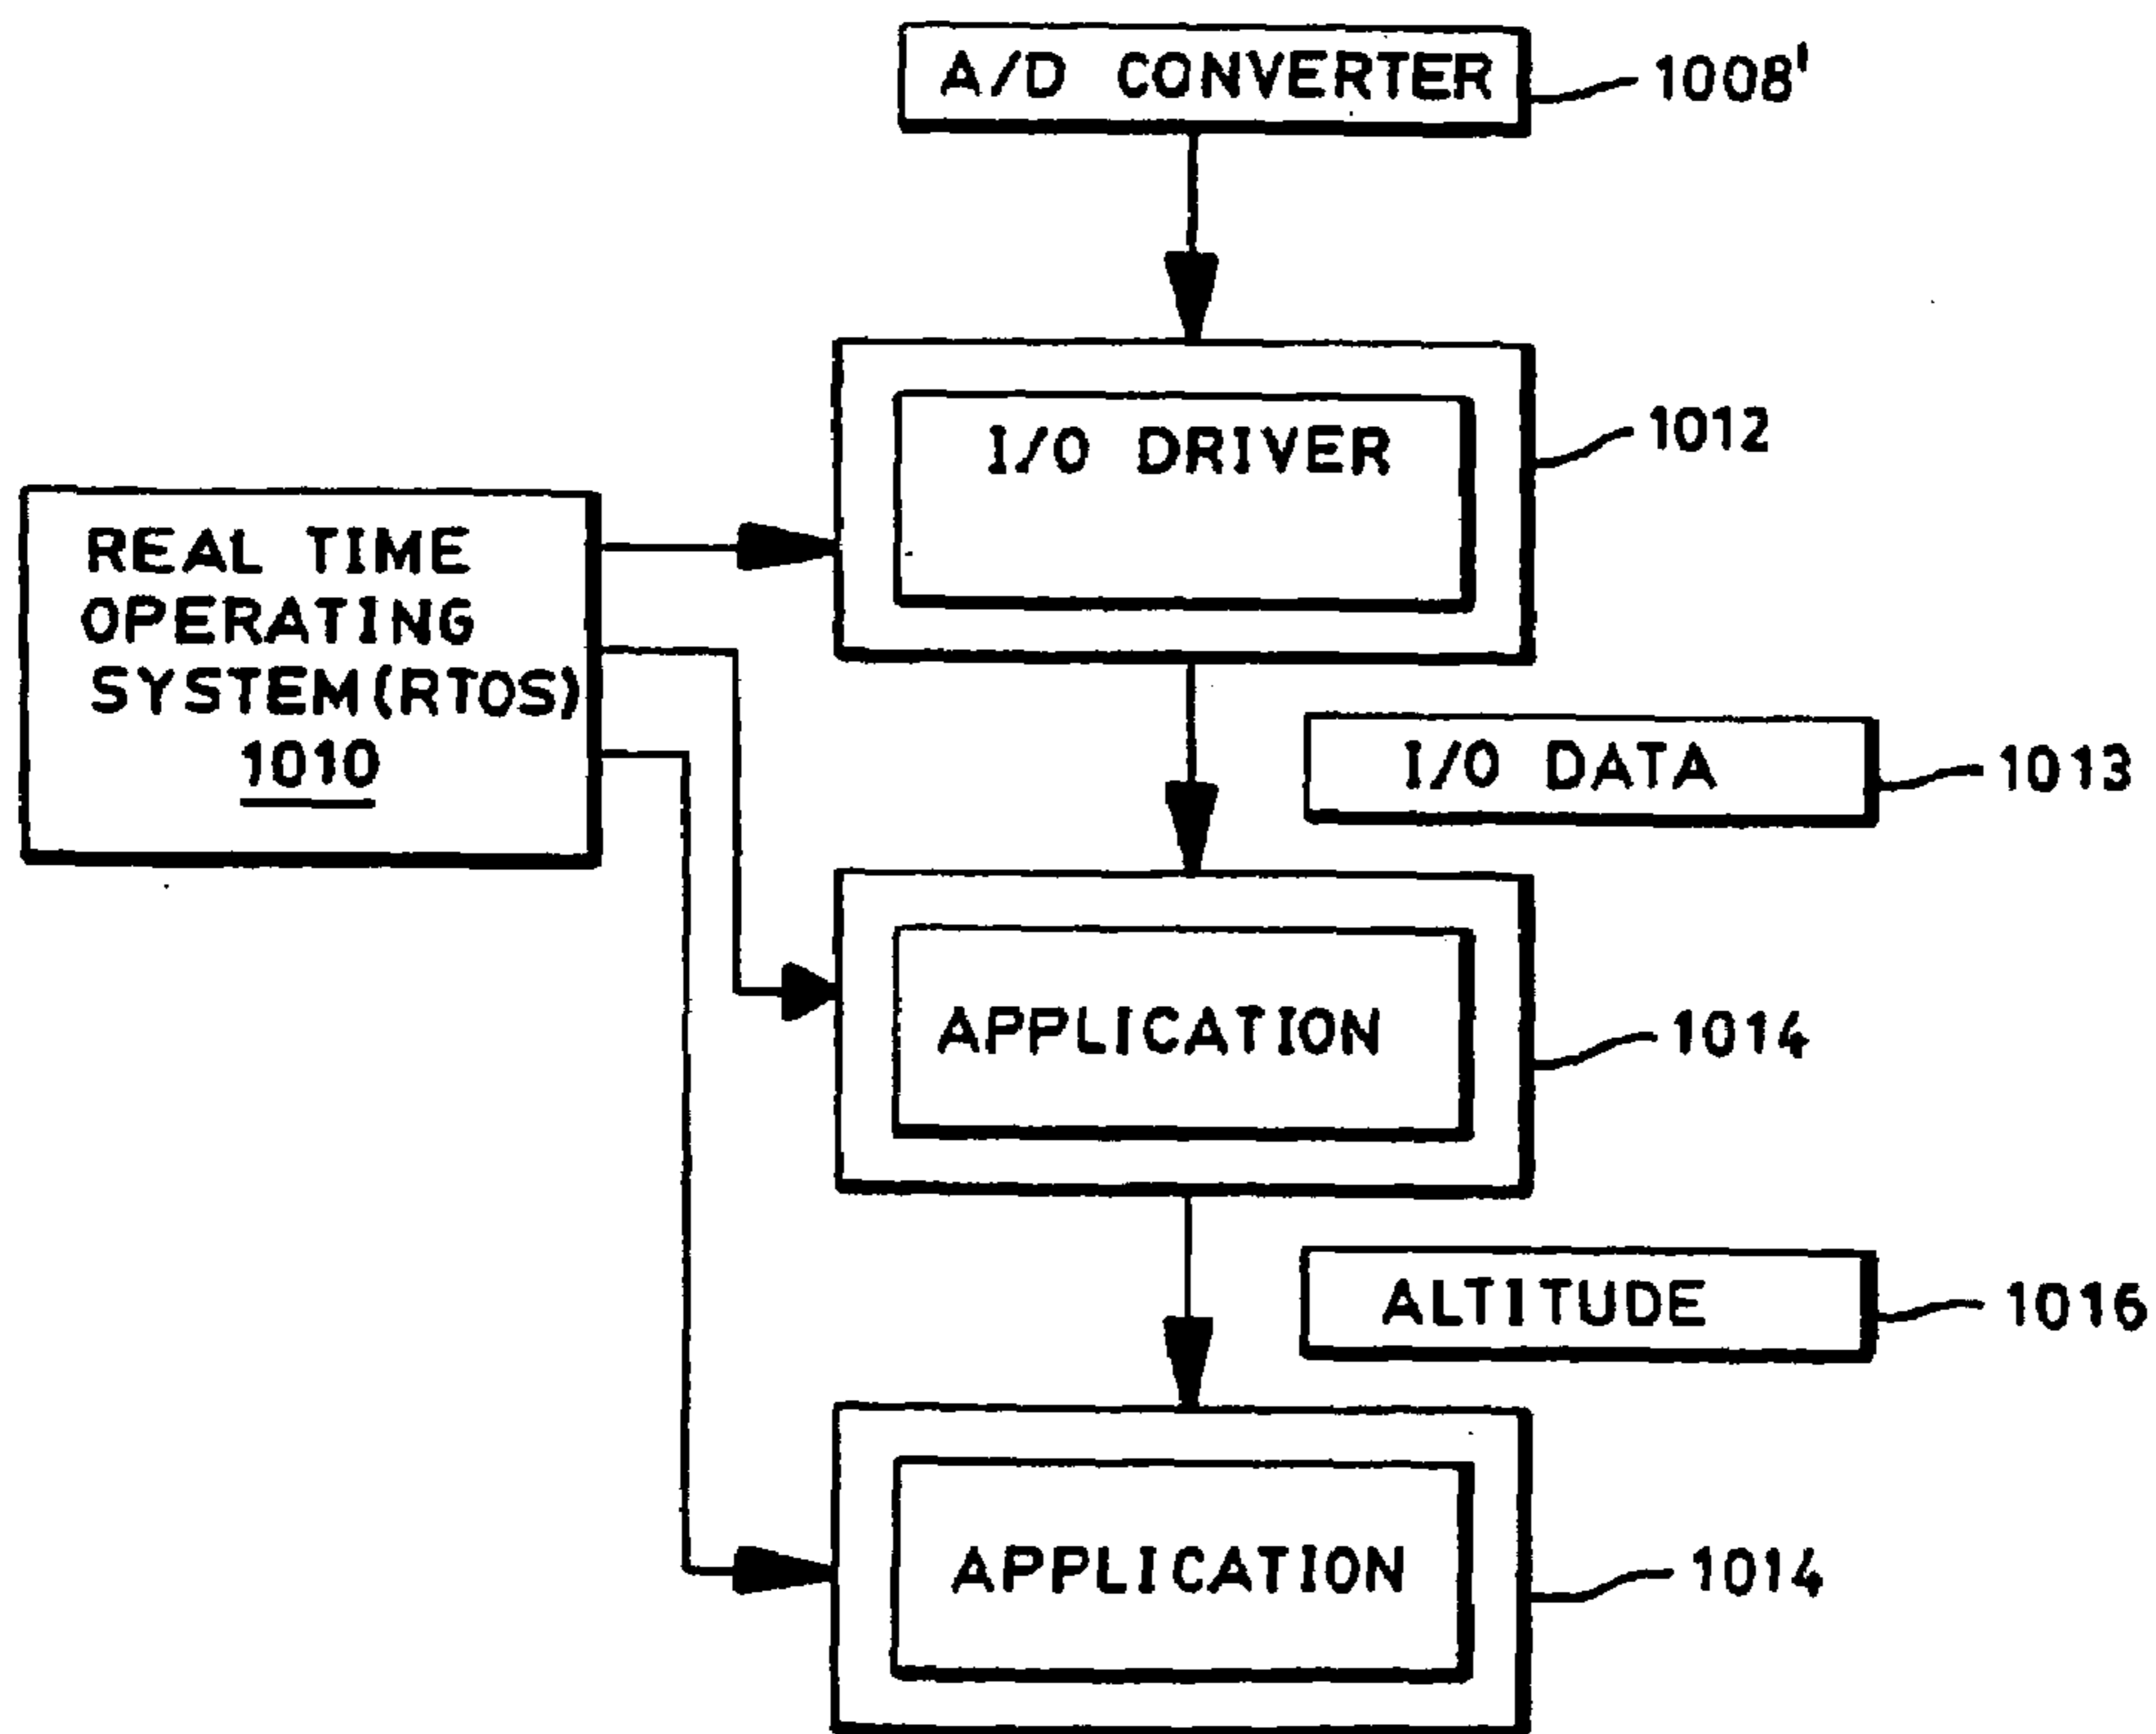 A/D CONVERTER
1008'
I/O DRIVER
1012
REAL TIME
OPERATING
SYSTEM(RTOS)
1010
I/O DATA
1013
APPLICATION
1014
ALTITUDE
1016
APPLICATION
1014